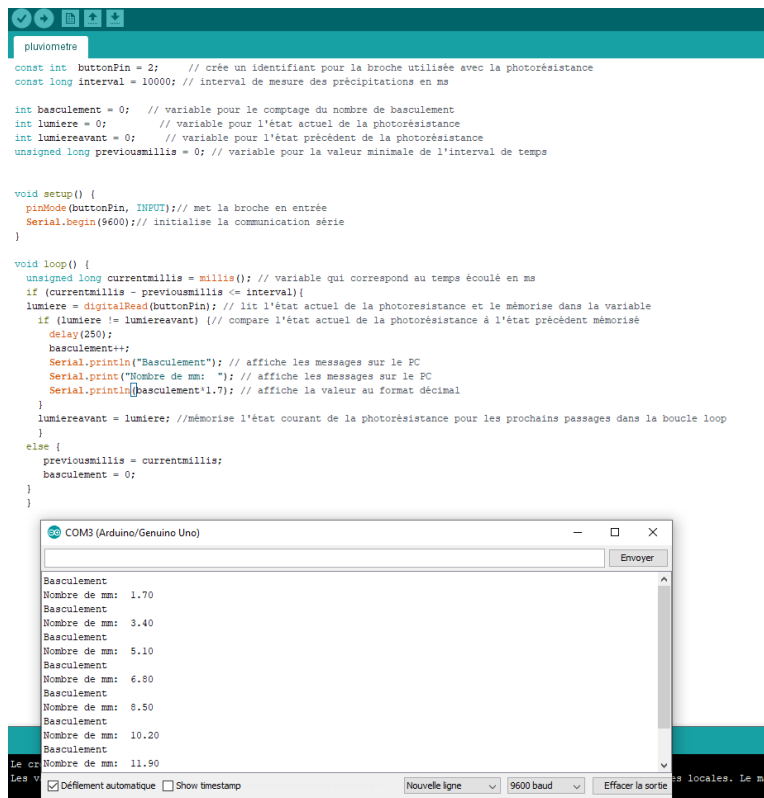 pluviometre
const int buttonPin = 2; // crée un identifiant pour la broche utilisée avec la photorésistance
const long interval = 10000; // interval de mesure des précipitations en ms
int basculement = 0; // variable pour le comptage du nombre de basculement
int lumiere = 0; // variable pour l'état actuel de la photorésistance
int lumiereavant = 0; // variable pour l'état précédent de la photorésistance
unsigned long previousmillis = 0; // variable pour la valeur minimale de l'interval de temps
void setup() {
pinMode(buttonPin, INPUT);// met la broche en entrée
Serial.begin(9600);// initialise la communication série
}
void loop() {
unsigned long currentmillis = millis(); // variable qui correspond au temps écoulé en ms
if (currentmillis - previousmillis <= interval){
lumiere = digitalRead(buttonPin); // lit l'état actuel de la photoresistance et le mémorise dans la variable
if (lumiere != lumiereavant) {// compare l'état actuel de la photorésistance à l'état précédent mémorisé
delay(250);
basculement++;
Serial.println("Basculement"); // affiche les messages sur le PC
Serial.print("Nombre de mm:  "); // affiche les messages sur le PC
Serial.println(basculement*1.7); // affiche la valeur au format décimal
}
lumiereavant = lumiere; //mémorise l'état courant de la photorésistance pour les prochains passages dans la boucle loop
}
else {
previousmillis = currentmillis;
basculement = 0;
}
}
COM3 (Arduino/Genuino Uno)
Envoyer
Basculement
Nombre de mm:  1.70
Basculement
Nombre de mm:  3.40
Basculement
Nombre de mm:  5.10
Basculement
Nombre de mm:  6.80
Basculement
Nombre de mm:  8.50
Basculement
Nombre de mm:  10.20
Basculement
Nombre de mm:  11.90
Défilement automatique Show timestamp Nouvelle ligne 9600 baud Effacer la sortie
Le
Les
locales. Le